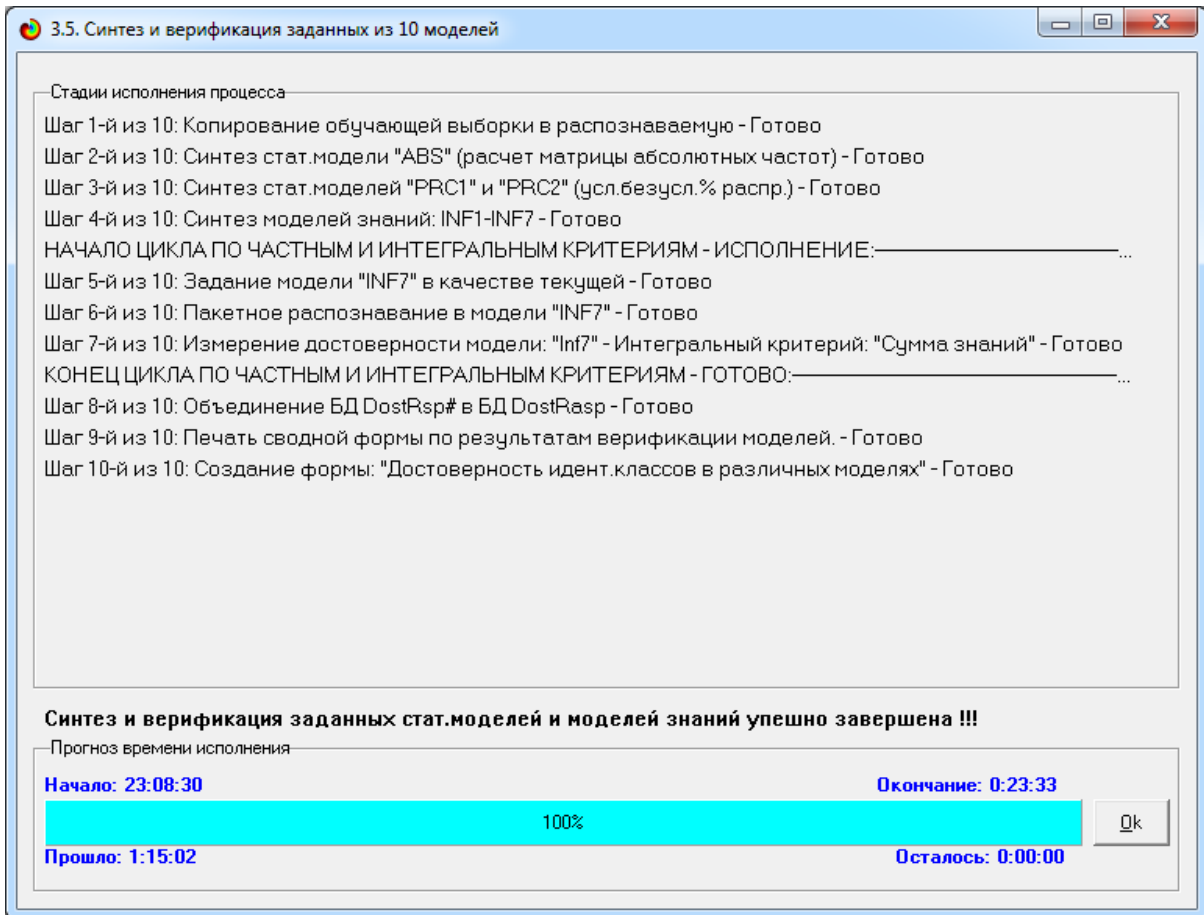 3.5. Синтез и верификация заданных из 10 моделей
Стадии исполнения процесса
Шаг 1-й из 10: Копирование обучающей выборки в распознаваемую - Готово
Шаг 2-й из 10: Синтез стат.модели "ABS" (расчет матрицы абсолютных частот) - Готово
Шаг 3-й из 10: Синтез стат.моделей "PRC1" и "PRC2" (усл.безусл.% распр.) - Готово
Шаг 4-й из 10: Синтез моделей знаний: INF1-INF7 - Готово
НАЧАЛО ЦИКЛА ПО ЧАСТНЫМ И ИНТЕГРАЛЬНЫМ КРИТЕРИЯМ - ИСПОЛНЕНИЕ:────────────────...
Шаг 5-й из 10: Задание модели "INF7" в качестве текущей - Готово
Шаг 6-й из 10: Пакетное распознавание в модели "INF7" - Готово
Шаг 7-й из 10: Измерение достоверности модели: "Inf7" - Интегральный критерий: "Сумма знаний" - Готово
КОНЕЦ ЦИКЛА ПО ЧАСТНЫМ И ИНТЕГРАЛЬНЫМ КРИТЕРИЯМ - ГОТОВО:──────────────────────...
Шаг 8-й из 10: Объединение БД DostRsp# в БД DostRasp - Готово
Шаг 9-й из 10: Печать сводной формы по результатам верификации моделей. - Готово
Шаг 10-й из 10: Создание формы: "Достоверность идент.классов в различных моделях" - Готово
Синтез и верификация заданных стат.моделей и моделей знаний упешно завершена !!!
Прогноз времени исполнения
Начало: 23:08:30 Окончание: 0:23:33
100% Ok
Прошло: 1:15:02 Осталось: 0:00:00